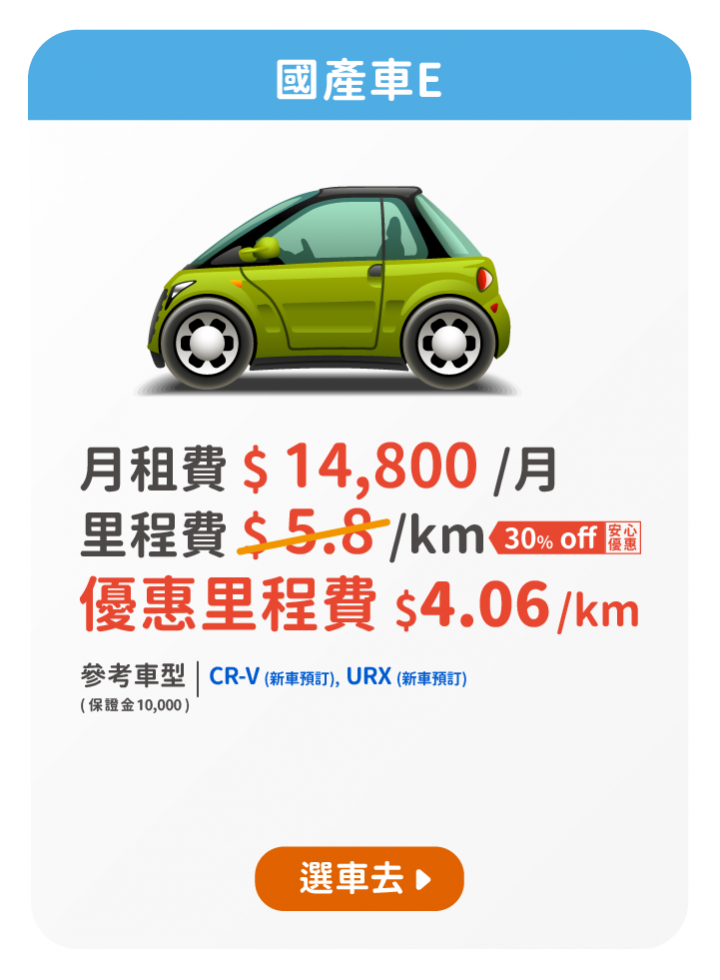 國產車E
月租費 $ 14,800 /月
里程費 $ 5.8 /km 30% off 安心優惠
優惠里程費 $4.06/km
參考車型 | CR-V (新車預訂), URX (新車預訂)
(保證金10,000)
選車去